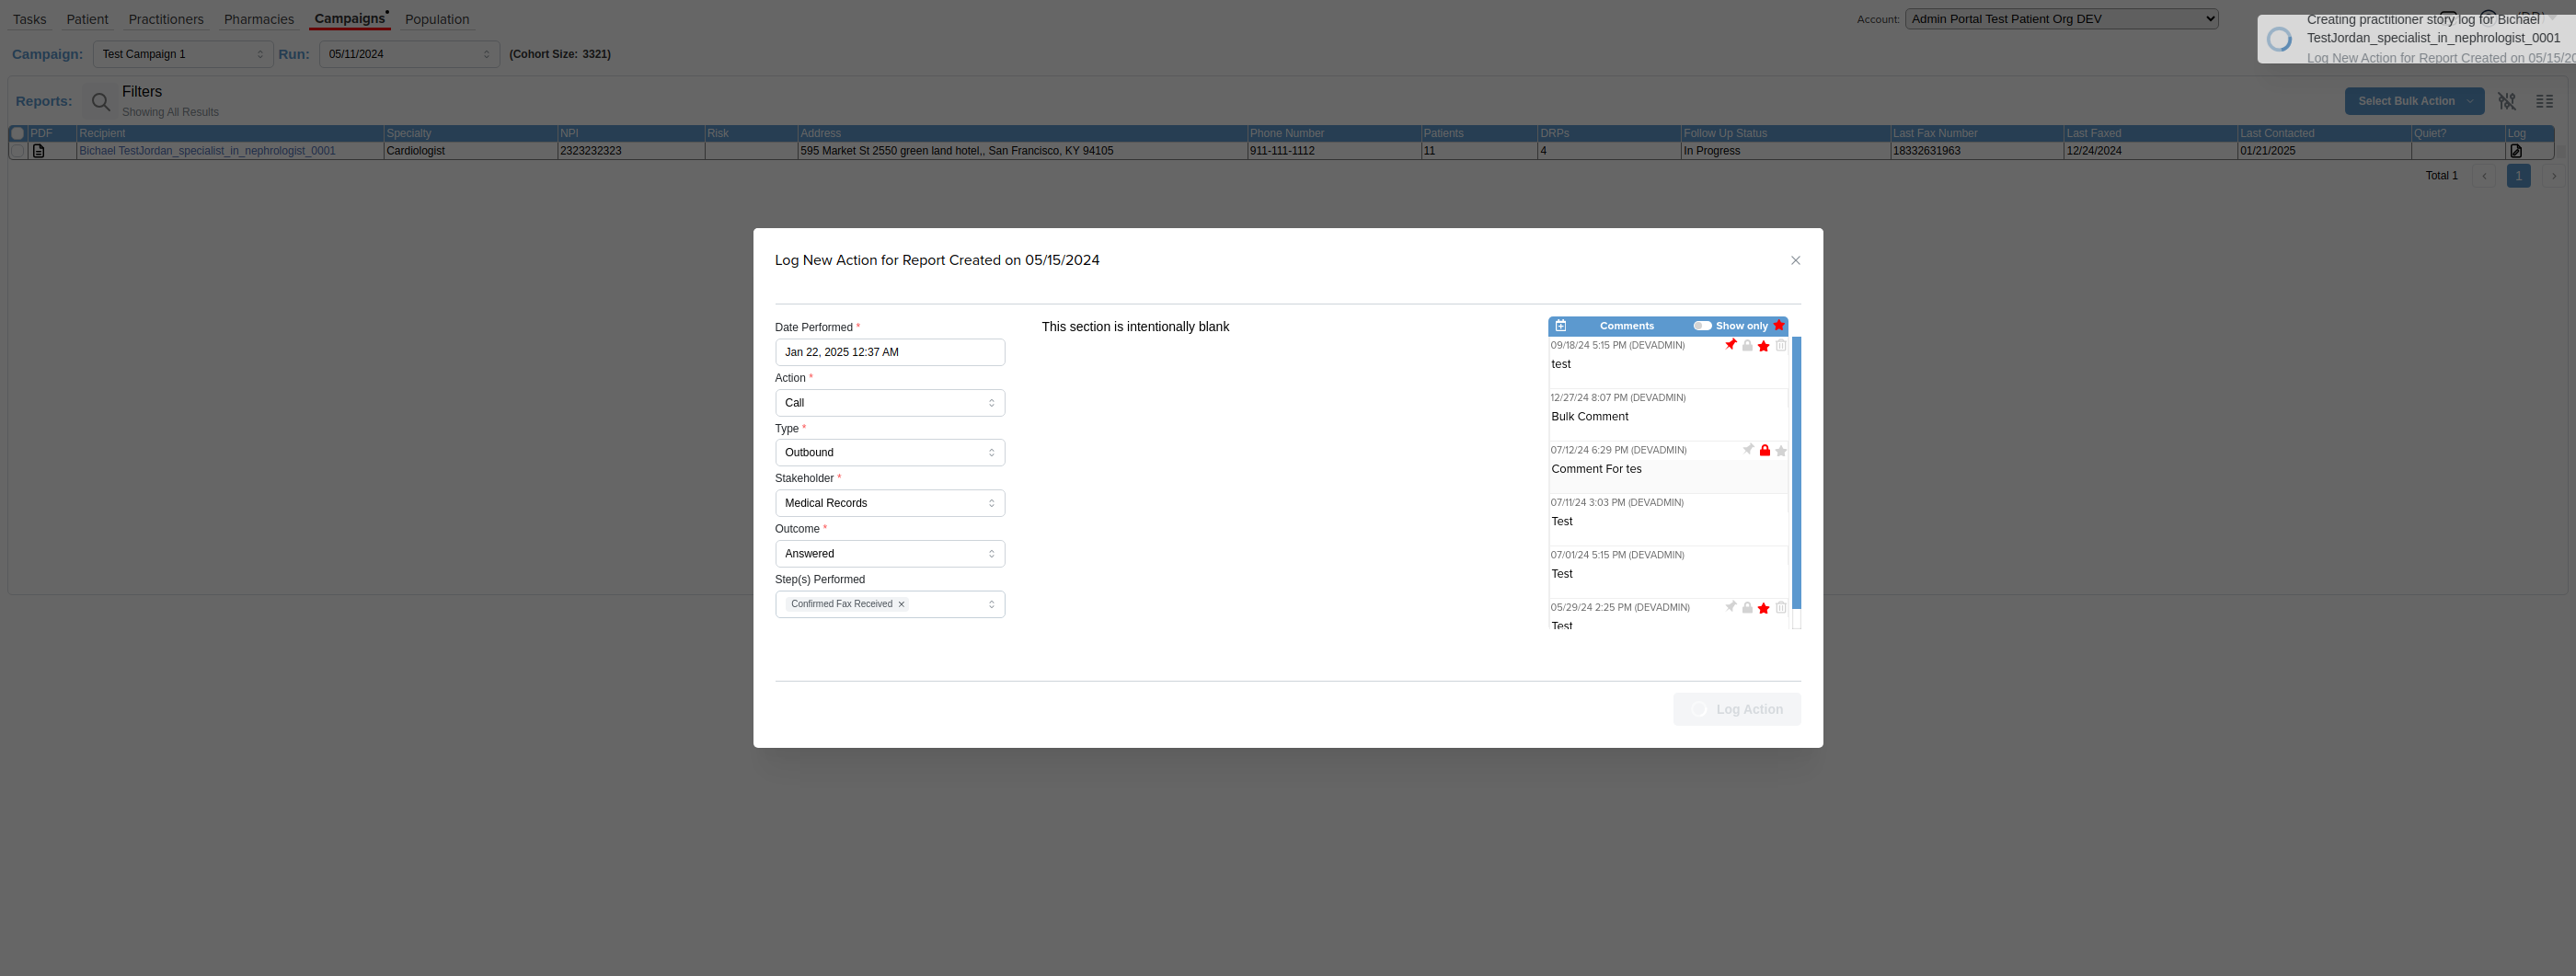 Tasks Patient Practitioners Pharmacies Campaigns Population
Account: Admin Portal Test Patient Org DEV
Creating practitioner story log for Bichael
TestJordan_specialist_in_nephrologist_0001
Log New Action for Report Created on 05/15/20
Campaign: Test Campaign 1 Run: 05/11/2024 (Cohort Size: 3321)
Reports: Filters
Showing All Results
Select Bulk Action
PDF Recipient Specialty NPI Risk Address Phone Number Patients DRPs Follow Up Status Last Fax Number Last Faxed Last Contacted Quiet? Log
Bichael TestJordan_specialist_in_nephrologist_0001 Cardiologist 2323232323 595 Market St 2550 green land hotel,, San Francisco, KY 94105 911-111-1112 11 4 In Progress 18332631963 12/24/2024 01/21/2025
Total 1 1
Log New Action for Report Created on 05/15/2024
Date Performed *
Jan 22, 2025 12:37 AM
Action *
Call
Type *
Outbound
Stakeholder *
Medical Records
Outcome *
Answered
Step(s) Performed
Confirmed Fax Received
This section is intentionally blank
Comments Show only
09/18/24 5:15 PM (DEVADMIN)
test
12/27/24 8:07 PM (DEVADMIN)
Bulk Comment
07/12/24 6:29 PM (DEVADMIN)
Comment For tes
07/11/24 3:03 PM (DEVADMIN)
Test
07/01/24 5:15 PM (DEVADMIN)
Test
05/29/24 2:25 PM (DEVADMIN)
Test
Log Action